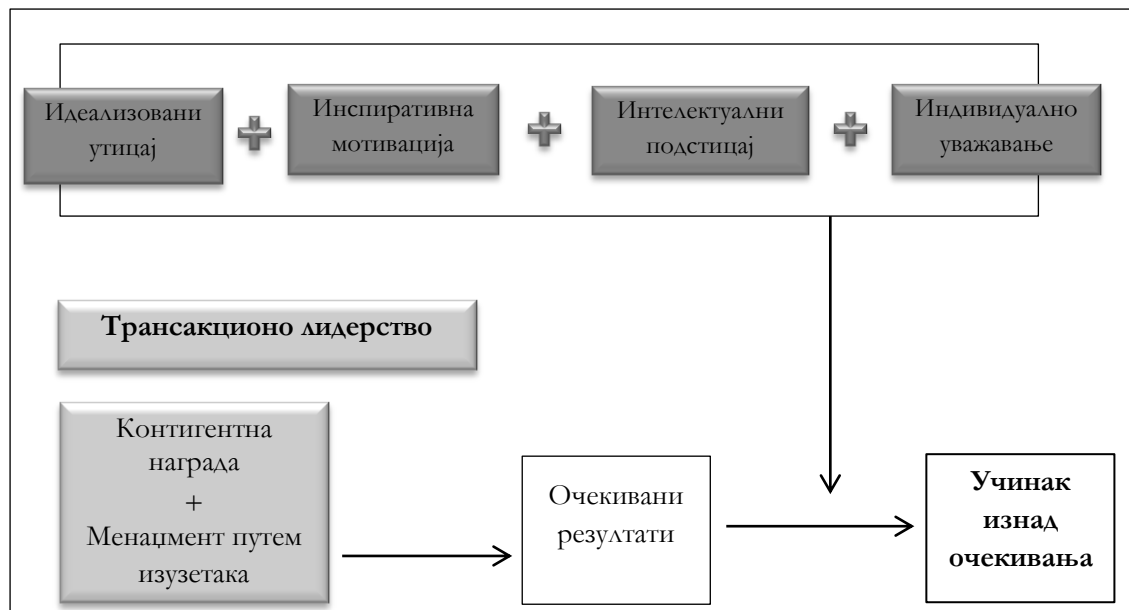 Идеализовани
утицај
Инспиративна
мотивација
Интелектуални
подстицај
Индивидуално
уважавање
Трансакционо лидерство
Контигентна
награда
+
Менаџмент путем
изузетака
Очекивани
резултати
Учинак
изнад
очекивања